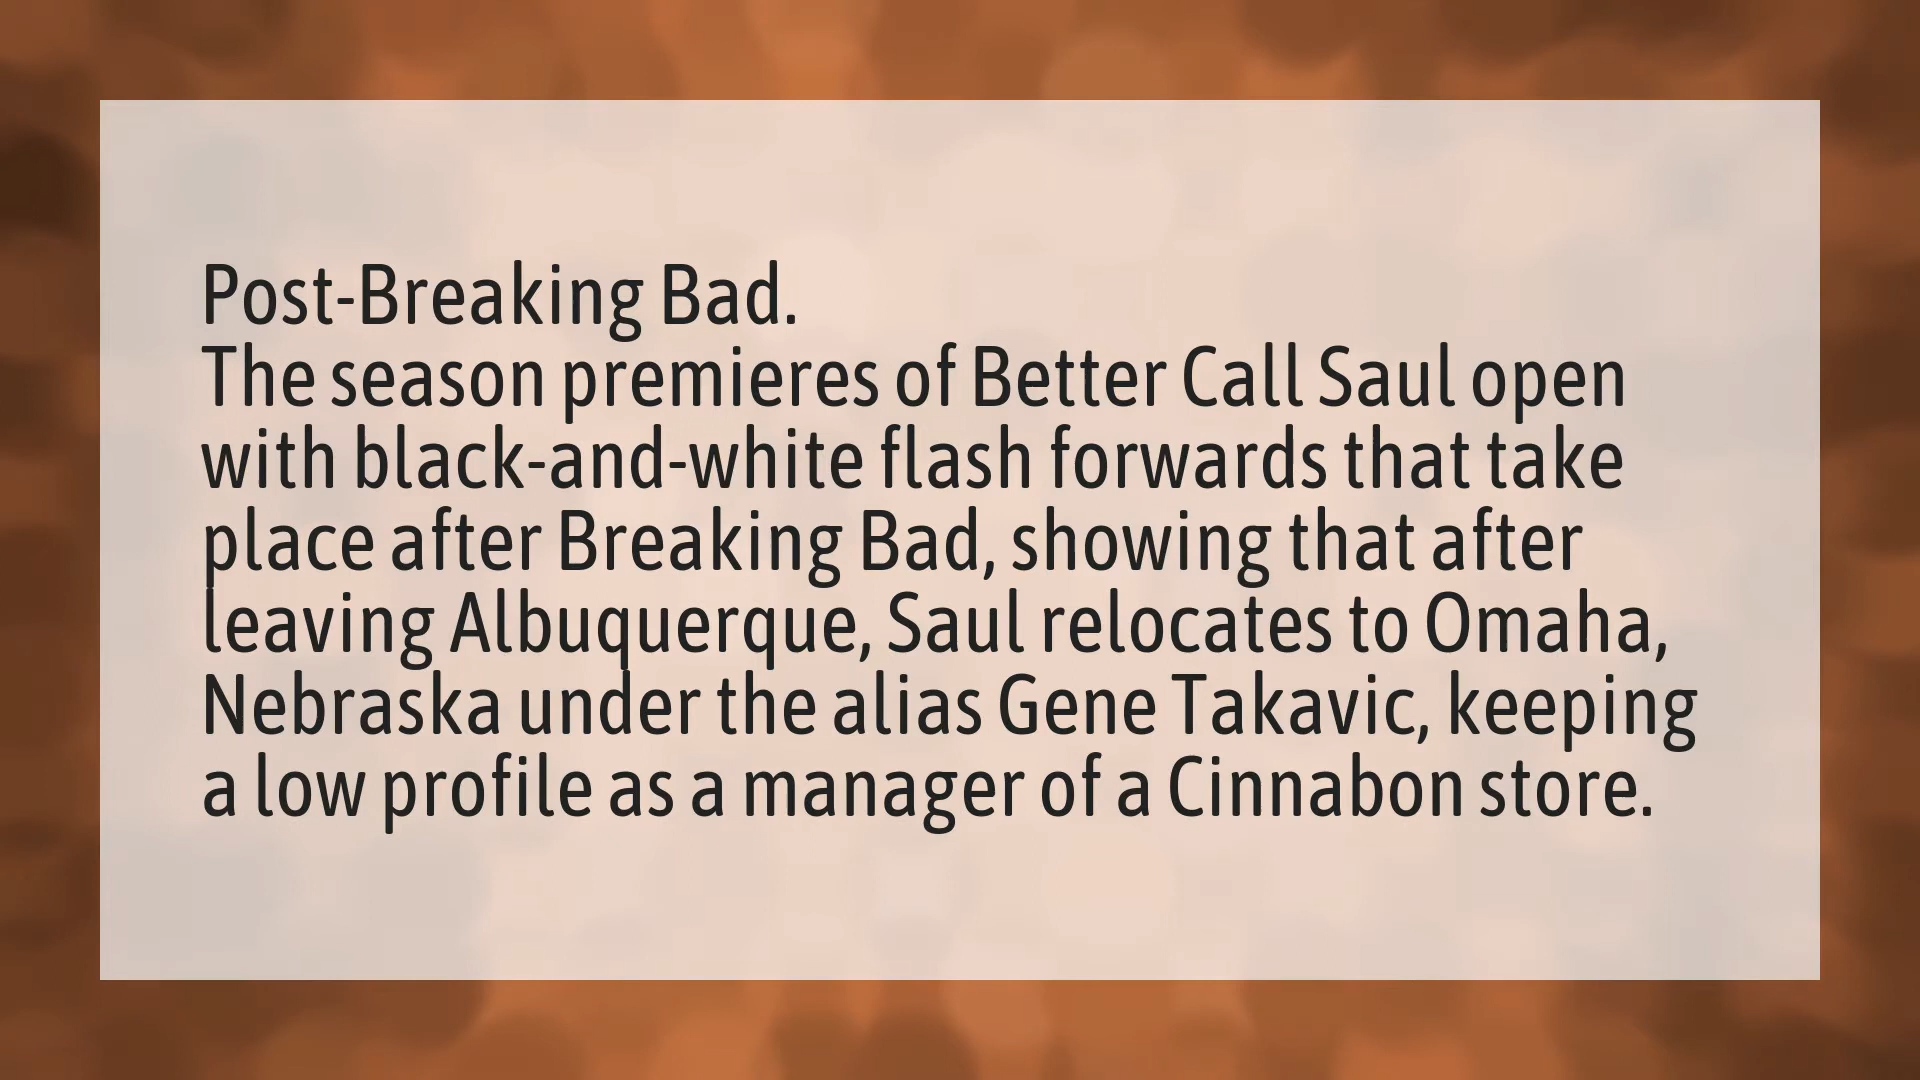 Post-Breaking Bad.
The season premieres of Better Call Saul open
with black-and-white flash forwards that take
place after Breaking Bad, showing that after
leaving Albuquerque, Saul relocates to Omaha,
Nebraska under the alias Gene Takavic, keeping
a low profile as a manager of a Cinnabon store.